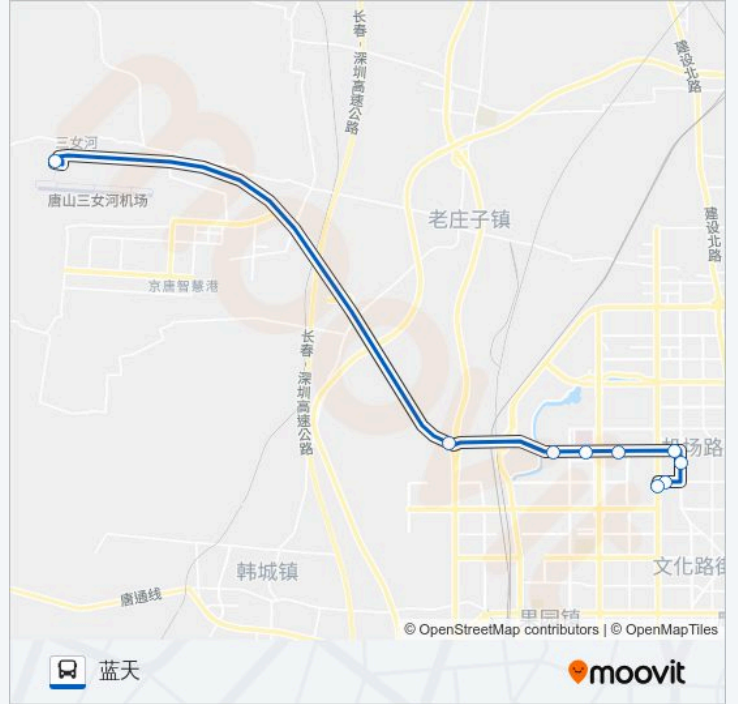 长春 - 深圳高速公路
建设北路
三女河
唐山三女河机场
老庄子镇
建设北路
京唐智慧港
长春 - 深圳高速公路
机场路
韩城镇
文化路街
唐通线
果园镇
© OpenStreetMap contributors | © OpenMapTiles
蓝天
moovit